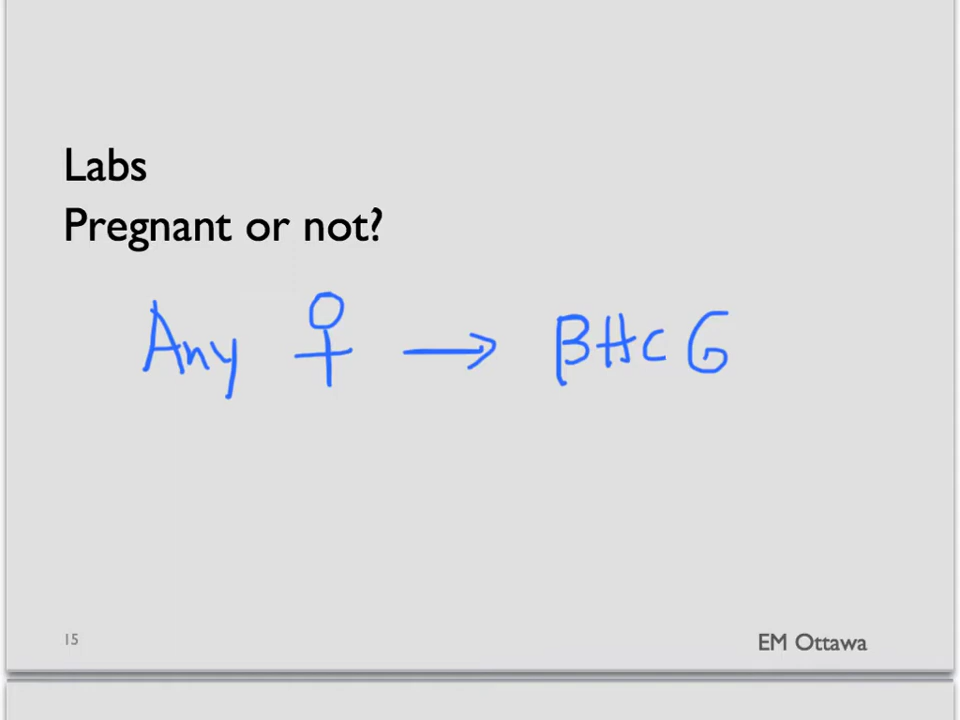 Labs
Pregnant or not?
Any ♀ → βHCG
15
EM Ottawa